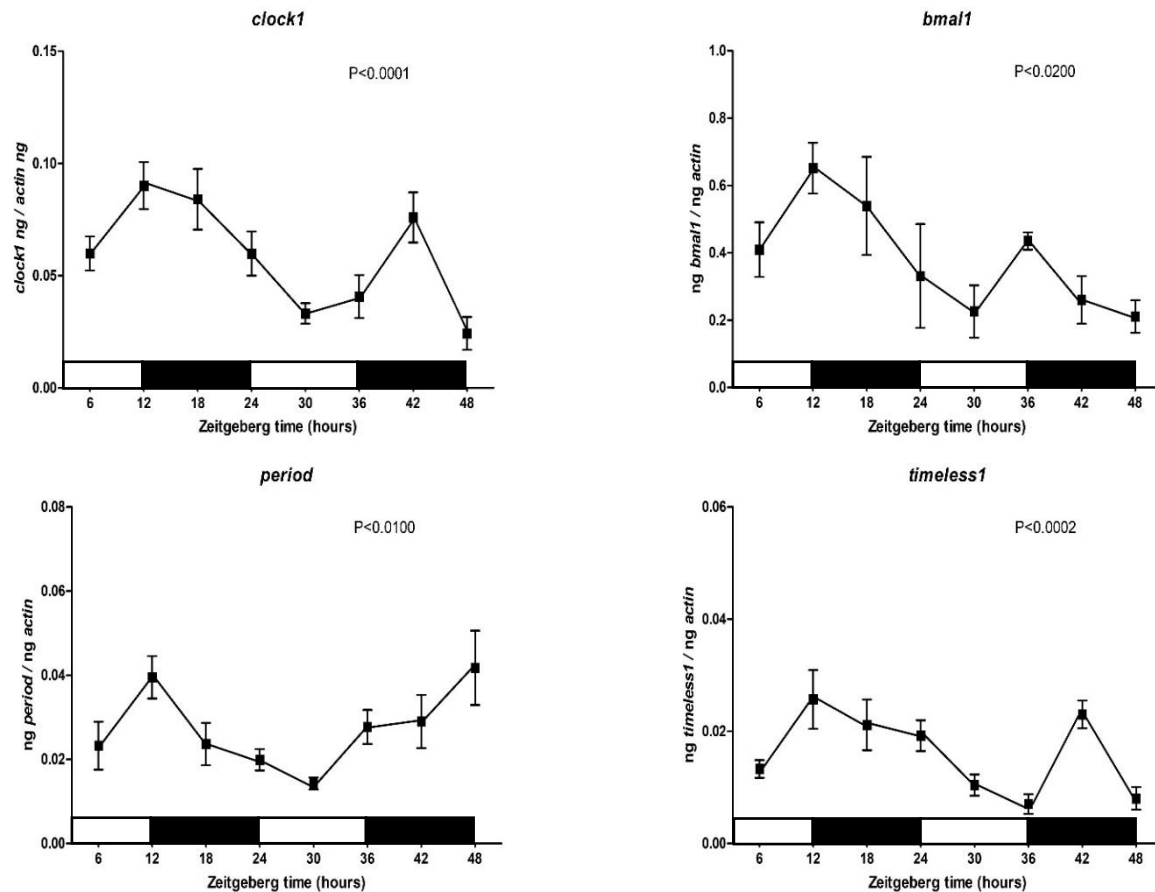 clock1
P<0.0001
clock1 ng / actin ng
0.15
0.10
0.05
0.00
6 12 18 24 30 36 42 48
Zeitgeberg time (hours)
bmal1
P<0.0200
ng bmal1 / ng actin
1.0
0.8
0.6
0.4
0.2
0.0
6 12 18 24 30 36 42 48
Zeitgeberg time (hours)
period
P<0.0100
ng period / ng actin
0.08
0.06
0.04
0.02
0.00
6 12 18 24 30 36 42 48
Zeitgeberg time (hours)
timeless1
P<0.0002
ng timeless1 / ng actin
0.06
0.04
0.02
0.00
6 12 18 24 30 36 42 48
Zeitgeberg time (hours)